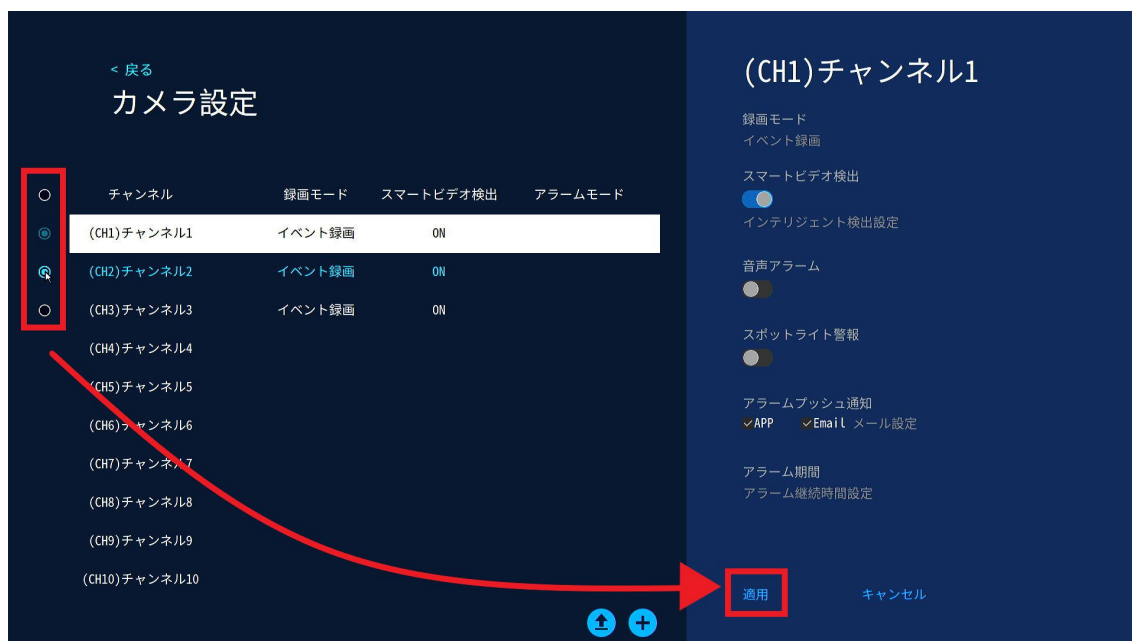 < 戻る
カメラ設定
チャンネル 録画モード スマートビデオ検出 アラームモード
(CH1)チャンネル1 イベント録画 ON
(CH2)チャンネル2 イベント録画 ON
(CH3)チャンネル3 イベント録画 ON
(CH4)チャンネル4
(CH5)チャンネル5
(CH6)チャンネル6
(CH7)チャンネル7
(CH8)チャンネル8
(CH9)チャンネル9
(CH10)チャンネル10
(CH1)チャンネル1
録画モード
イベント録画
スマートビデオ検出
インテリジェント検出設定
音声アラーム
スポットライト警報
アラームプッシュ通知
APP Email メール設定
アラーム期間
アラーム継続時間設定
適用 キャンセル